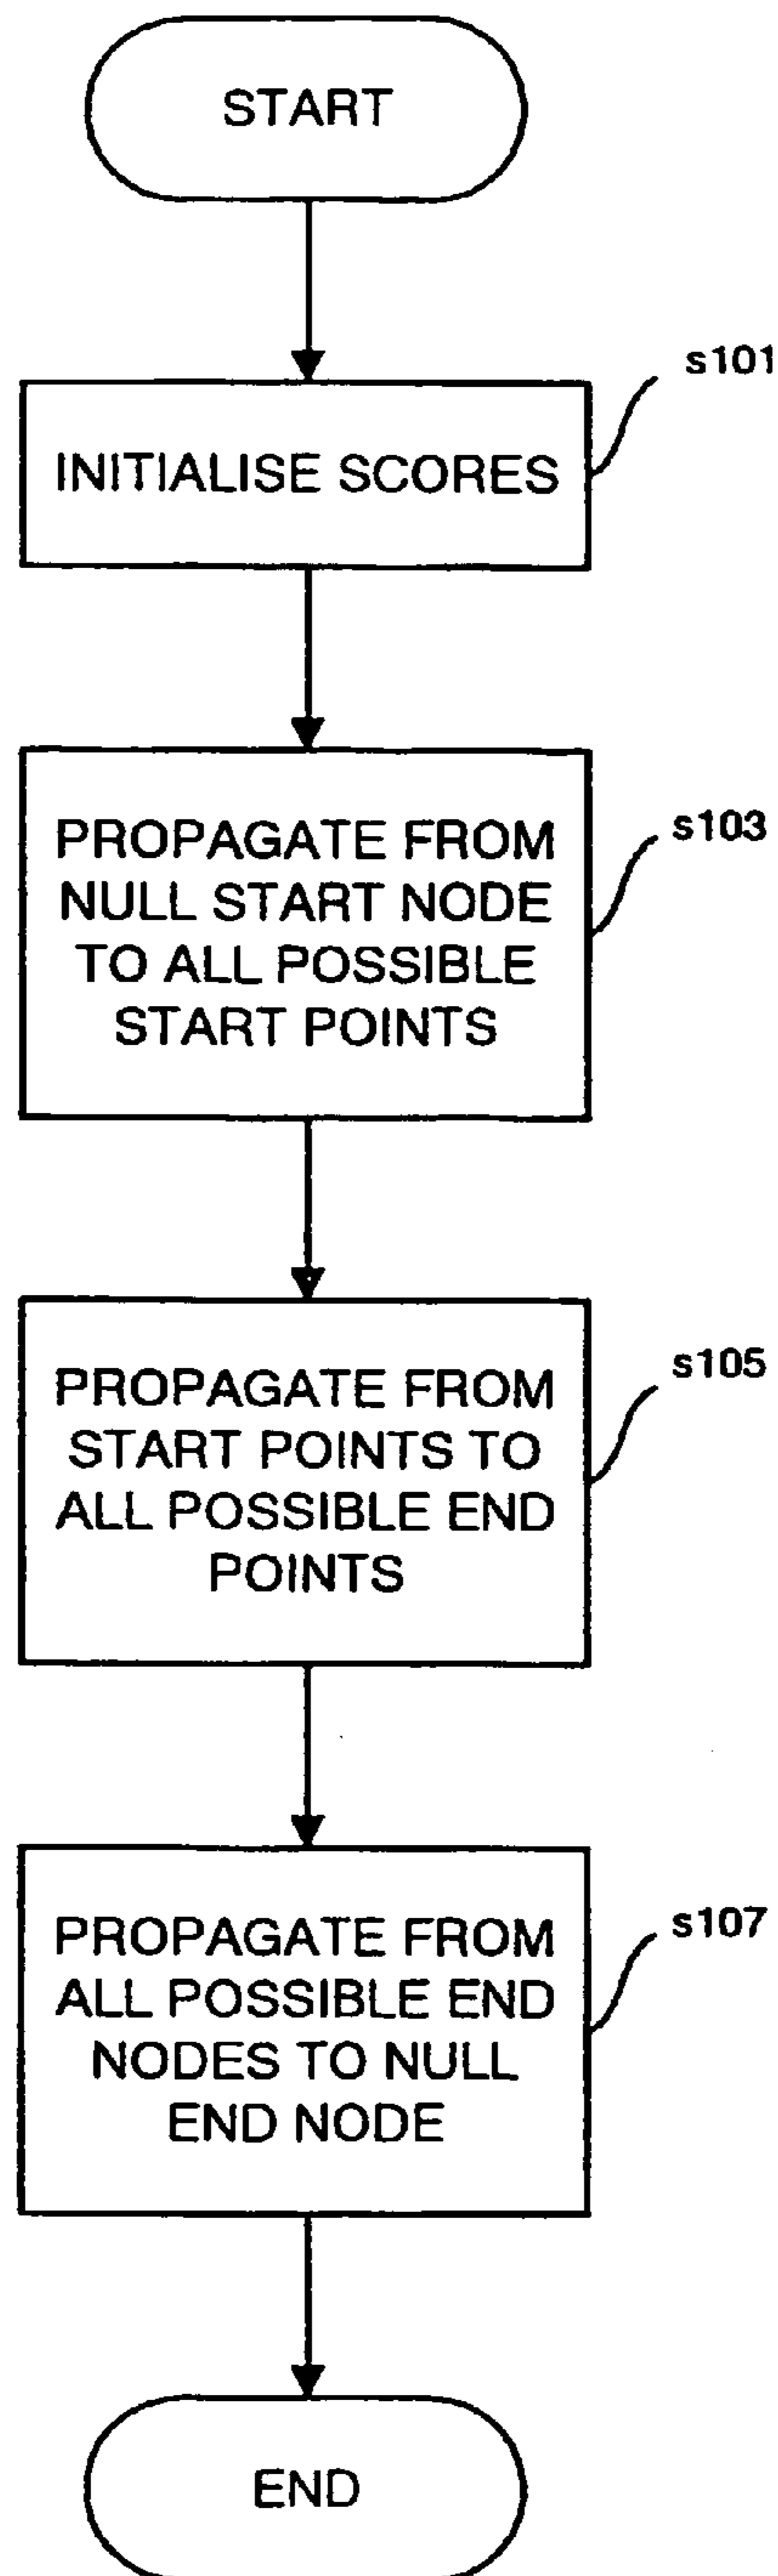 START
s101
INITIALISE SCORES
s103
PROPAGATE FROM
NULL START NODE
TO ALL POSSIBLE
START POINTS
s105
PROPAGATE FROM
START POINTS TO
ALL POSSIBLE END
POINTS
s107
PROPAGATE FROM
ALL POSSIBLE END
NODES TO NULL
END NODE
END